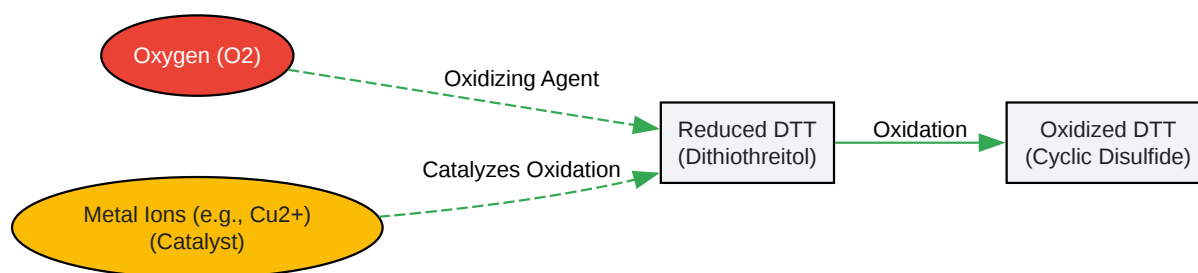 Oxygen (O2)
Oxidizing Agent
Metal Ions (e.g., Cu2+)
(Catalyst)
Catalyzes Oxidation
Reduced DTT
(Dithiothreitol)
Oxidation
Oxidized DTT
(Cyclic Disulfide)